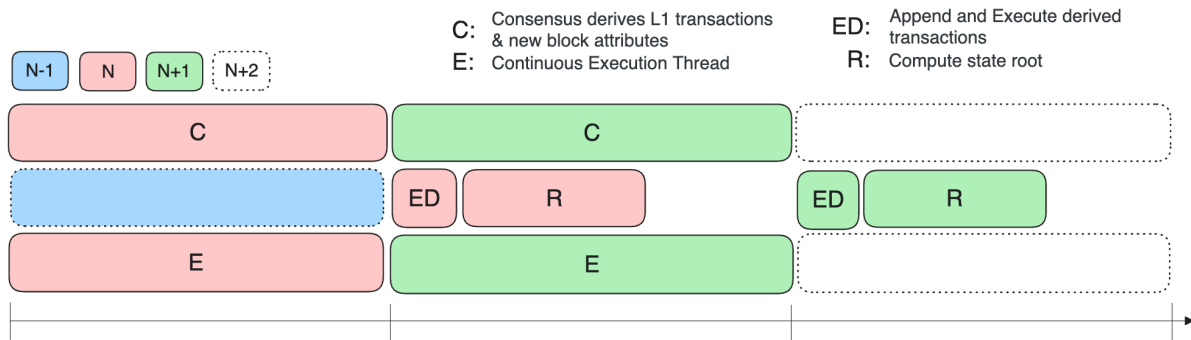 C: Consensus derives L1 transactions
& new block attributes
E: Continuous Execution Thread
ED: Append and Execute derived
transactions
R: Compute state root
N-1 N N+1 N+2
C C
ED R ED R
E E